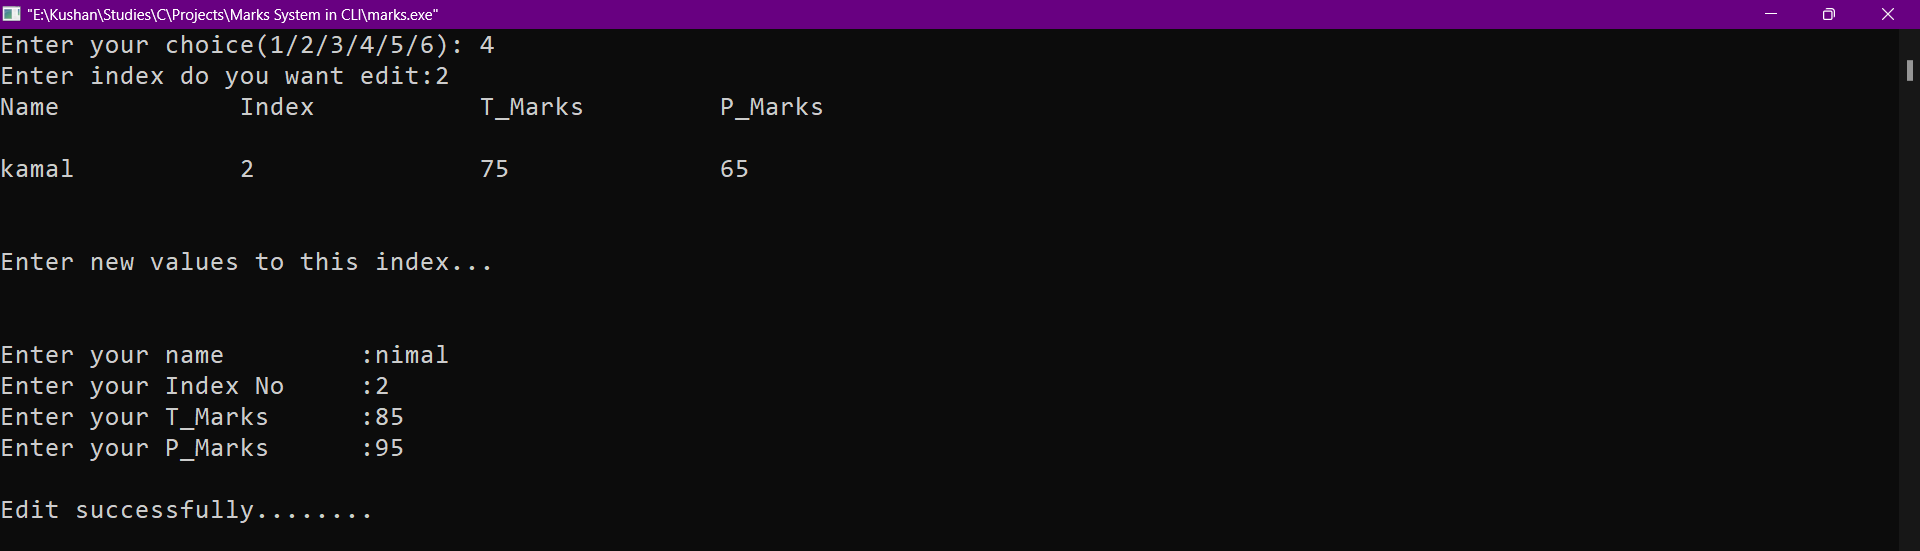 "E:\Kushan\Studies\C\Projects\Marks System in CLI\marks.exe"
Enter your choice(1/2/3/4/5/6): 4
Enter index do you want edit:2
Name Index T_Marks P_Marks
kamal 2 75 65
Enter new values to this index...
Enter your name :nimal
Enter your Index No :2
Enter your T_Marks :85
Enter your P_Marks :95
Edit successfully........